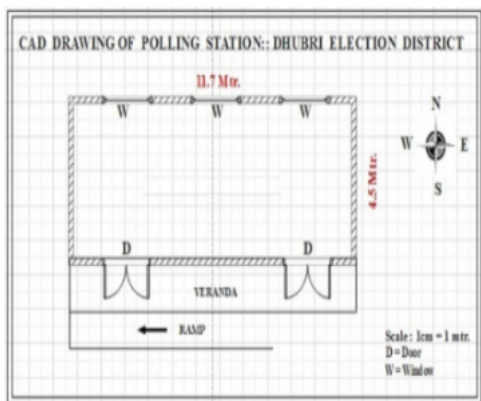 CAD DRAWING OF POLLING STATION:: DHUBRI ELECTION DISTRICT
11.7 Mtr.
W W W
N
W E
S
4.5 Mtr.
D D
VERANDA
RAMP
Scale : 1cm = 1 mtr.
D=Door
W=Window